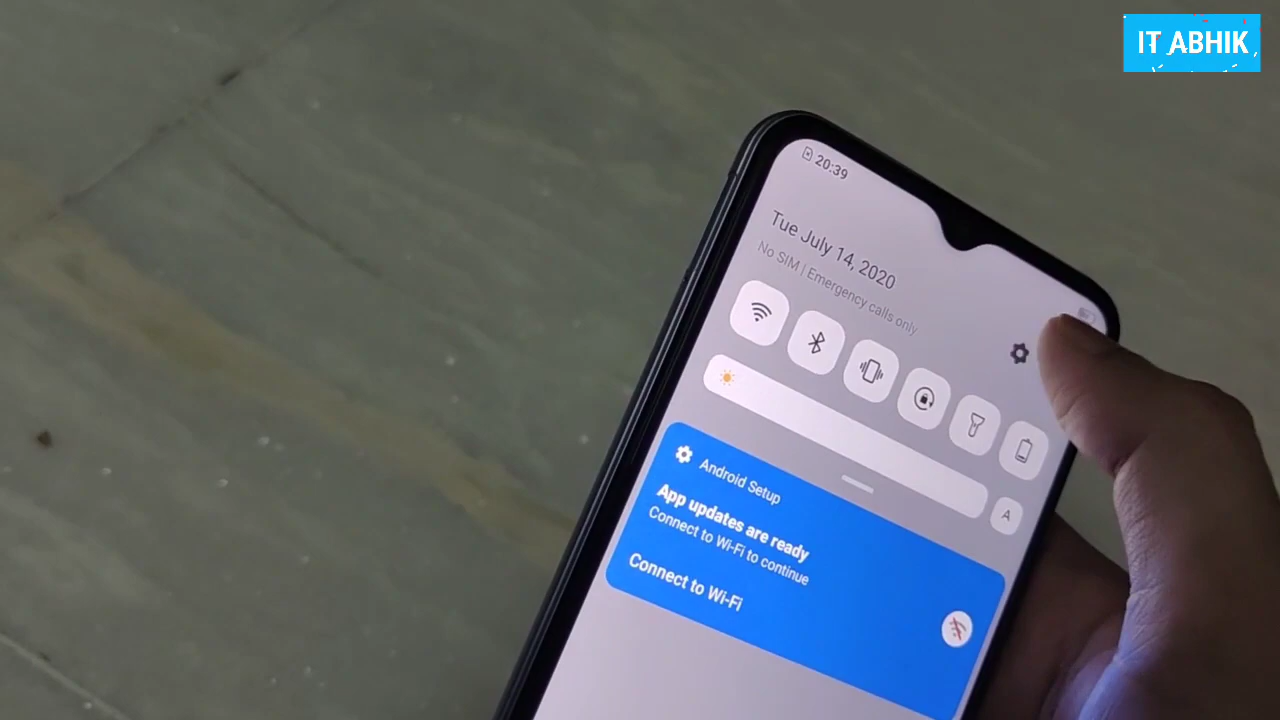 IT ABHIK
20:39
Tue July 14, 2020
No SIM | Emergency calls only
A
Android Setup
App updates are ready
Connect to Wi-Fi to continue
Connect to Wi-Fi